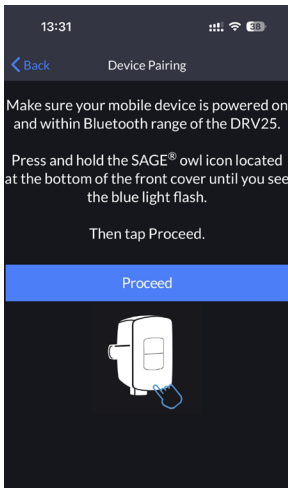 13:31
38
Back
Device Pairing
Make sure your mobile device is powered on
and within Bluetooth range of the DRV25.
Press and hold the SAGE® owl icon located
at the bottom of the front cover until you see
the blue light flash.
Then tap Proceed.
Proceed